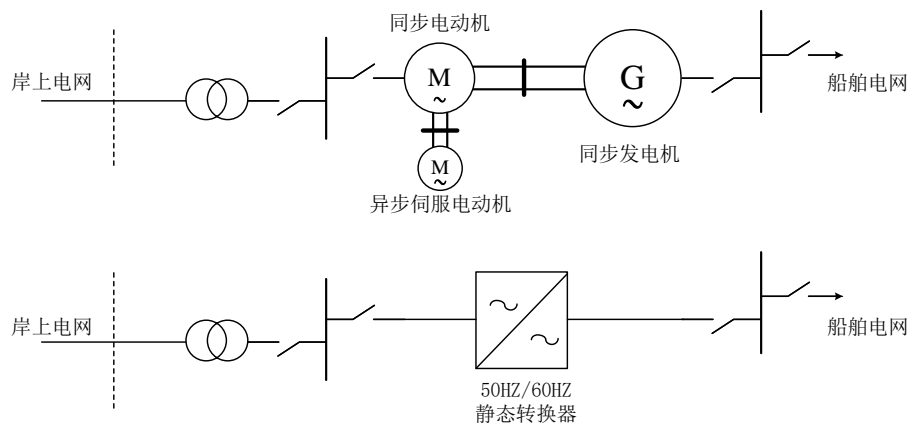 同步电动机
岸上电网
M
~
G
~
船舶电网
同步发电机
M
~
异步伺服电动机
岸上电网
船舶电网
50HZ/60HZ
静态转换器